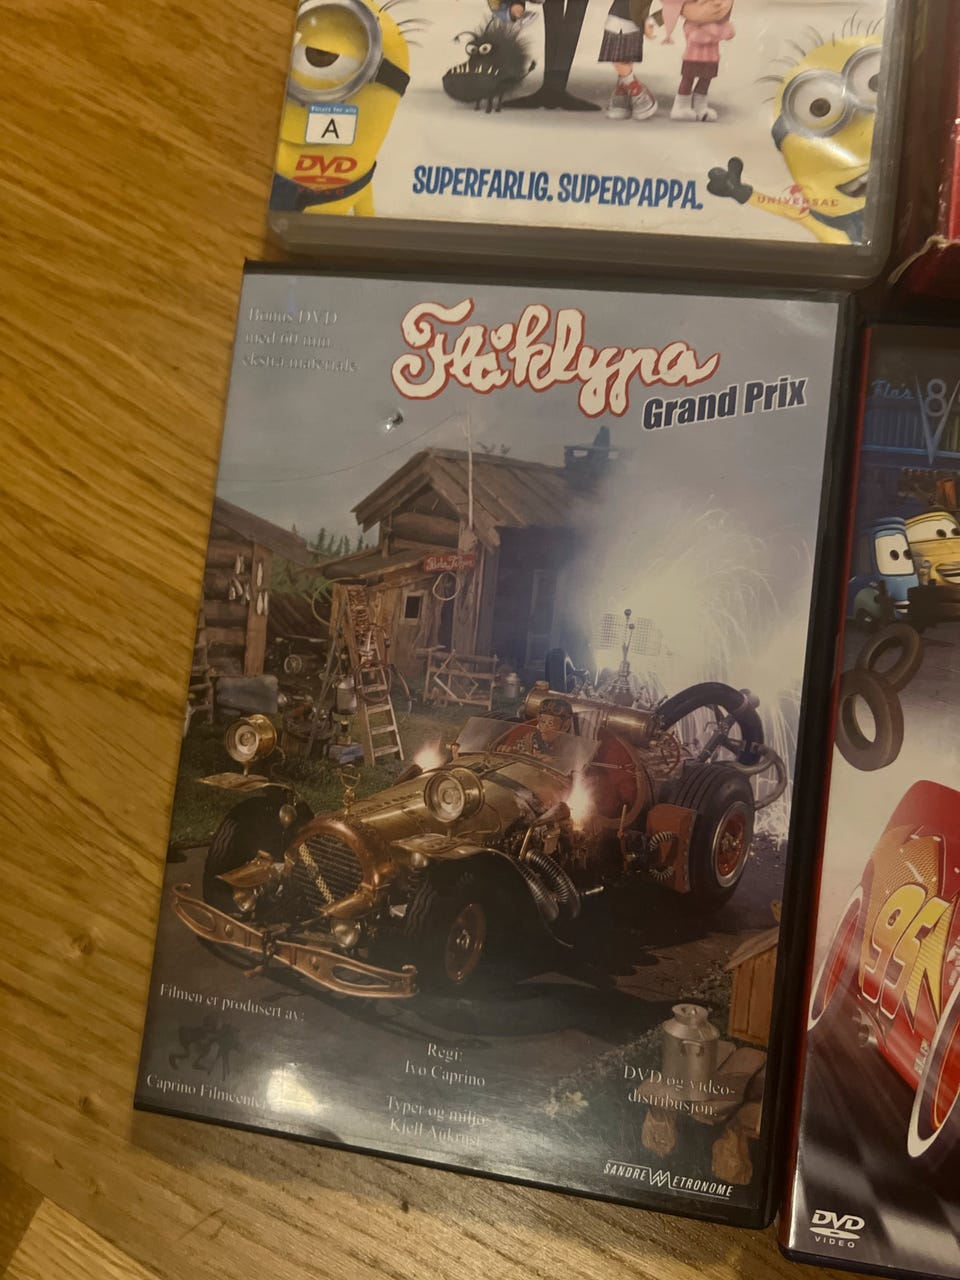 Tillatt for alle
A
DVD
SUPERFARLIG. SUPERPAPPA.
UNIVERSAL
Bonus DVD
med 60 min.
ekstra materiale
Flåklypa
Grand Prix
Flo's
V8
95
Filmen er produsert av:
Caprino Filmcenter
Regi:
Ivo Caprino
Typer og miljø:
Kjell Aukrust
DVD og video-
distribusjon:
SANDREW METRONOME
DVD
VIDEO